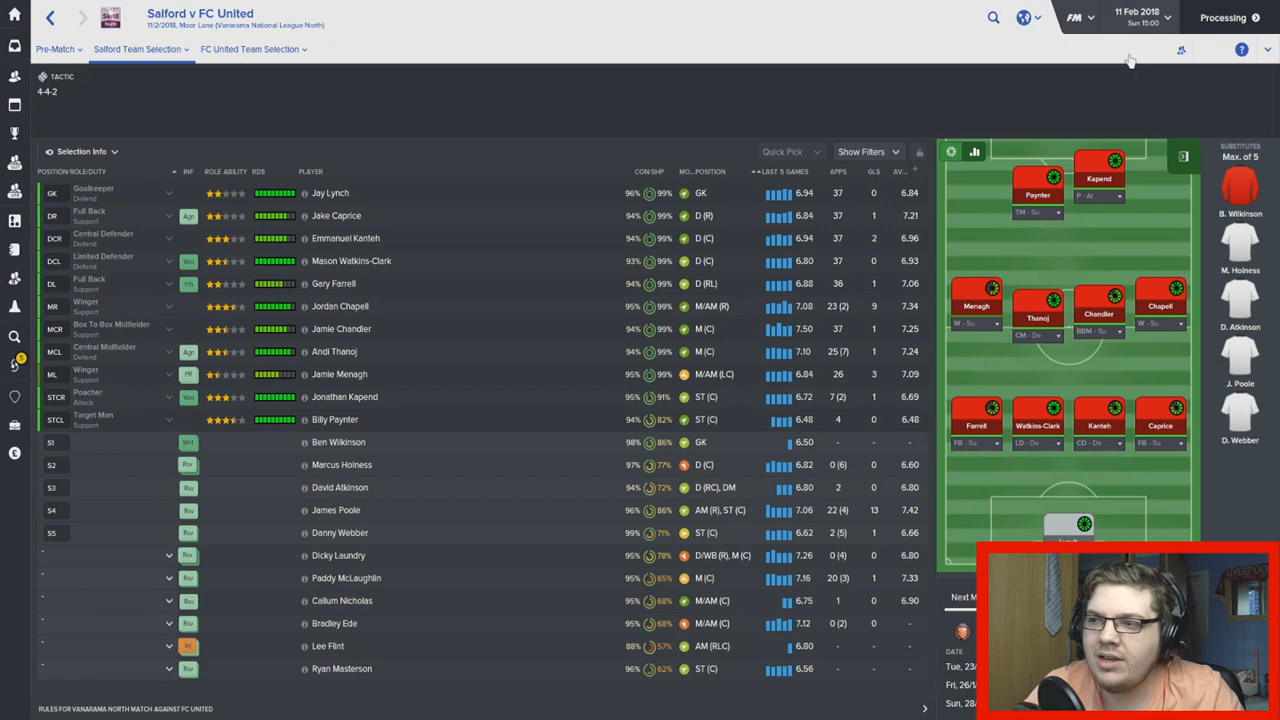 Salford v FC United
11/2/2018, Moor Lane (Vanarama National League North)
FM
11 Feb 2018
Sun 15:00
Processing
Pre-Match
Salford Team Selection
FC United Team Selection
?
TACTIC
4-4-2
Selection Info
Quick Pick
Show Filters
POSITION/ROLE/DUTY INF ROLE ABILITY RDS PLAYER CON/SHP MO... POSITION LAST 5 GAMES APPS GLS AV...
GK Goalkeeper Defend Jay Lynch 96% 99% GK 6.94 37 0 6.84
DR Full Back Support Agn Jake Caprice 94% 99% D (R) 6.84 37 1 7.21
DCR Central Defender Defend Emmanuel Kanteh 94% 99% D (C) 6.94 37 2 6.96
DCL Limited Defender Defend Wnt Mason Watkins-Clark 93% 99% D (C) 6.80 37 0 6.93
DL Full Back Support Yth Gary Farrell 94% 99% D (RL) 6.88 36 1 7.06
MR Winger Support Jordan Chapell 95% 99% M/AM (R) 7.08 23 (2) 9 7.34
MCR Box To Box Midfielder Support Jamie Chandler 95% 99% M (C) 7.50 37 1 7.25
MCL Central Midfielder Defend Agn Andi Thanoj 94% 99% M (C) 7.10 25 (7) 1 7.24
ML Winger Support PR Jamie Menagh 95% 99% M/AM (LC) 6.84 26 3 7.09
STCR Poacher Attack Wnt Jonathan Kapend 95% 91% ST (C) 6.72 7 (2) 1 6.69
STCL Target Man Support Billy Paynter 94% 82% ST (C) 6.48 4 0 6.48
S1 Wnt Ben Wilkinson 98% 86% GK 6.50 - - -
S2 Rsv Marcus Holness 97% 77% D (C) 6.82 0 (6) 0 6.60
S3 Rsv David Atkinson 94% 72% D (RC), DM 6.80 2 0 6.80
S4 Rsv James Poole 96% 86% AM (R), ST (C) 7.06 22 (4) 13 7.42
S5 Rsv Danny Webber 99% 71% ST (C) 6.62 2 (5) 1 6.66
- Rsv Dicky Laundry 95% 78% D/WB (R), M (C) 7.26 0 (4) 0 6.80
- Rsv Paddy McLaughlin 95% 65% M (C) 7.16 20 (3) 1 7.33
- Rsv Callum Nicholas 95% 68% M/AM (C) 6.75 1 0 6.90
- Rsv Bradley Ede 95% 68% M/AM (C) 7.12 0 (2) 0 -
- Inj Lee Flint 88% 57% AM (RLC) 6.80 - - -
- Rsv Ryan Masterson 96% 62% ST (C) 6.56 - - -
RULES FOR VANARAMA NORTH MATCH AGAINST FC UNITED
Kapend
P - At
Paynter
TM - Su
Menagh
W - Su
Thanoj
CM - De
Chandler
BBM - Su
Chapell
W - Su
Farrell
FB - Su
Watkins-Clark
LD - De
Kanteh
CD - De
Caprice
FB - Su
Lynch
SUBSTITUTES
Max. of 5
B. Wilkinson
M. Holness
D. Atkinson
J. Poole
D. Webber
Next M
DATE
Tue, 23/
Fri, 26/1
Sun, 28/
5